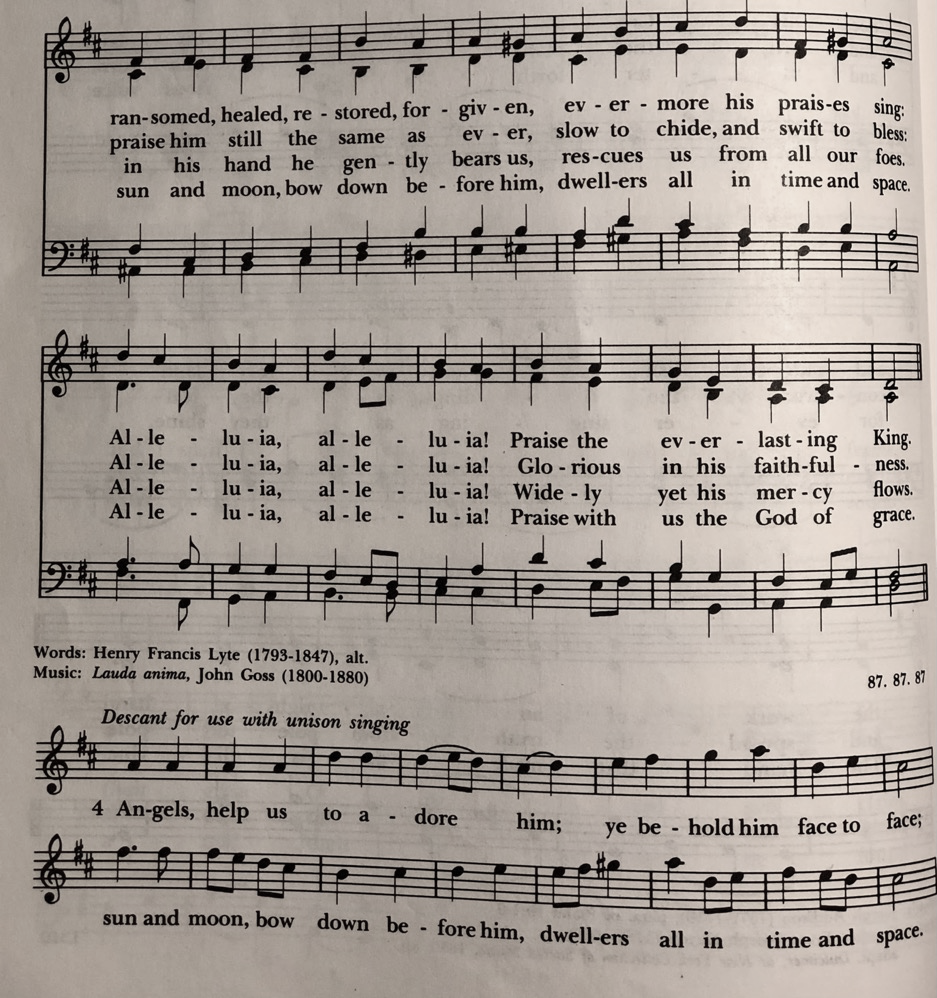 ran-somed, healed, re - stored, for - giv - en, ev - er - more his prais-es sing:
praise him still the same as ev - er, slow to chide, and swift to bless:
in his hand he gen - tly bears us, res-cues us from all our foes.
sun and moon, bow down be - fore him, dwell-ers all in time and space.
Al - le - lu - ia, al - le - lu - ia! Praise the ev - er - last - ing King.
Al - le - lu - ia, al - le - lu - ia! Glo - rious in his faith-ful - ness.
Al - le - lu - ia, al - le - lu - ia! Wide - ly yet his mer - cy flows.
Al - le - lu - ia, al - le - lu - ia! Praise with us the God of grace.
Words: Henry Francis Lyte (1793-1847), alt.
Music: Lauda anima, John Goss (1800-1880)
87. 87. 87
Descant for use with unison singing
4 An-gels, help us to a - dore him; ye be - hold him face to face;
sun and moon, bow down be - fore him, dwell-ers all in time and space.